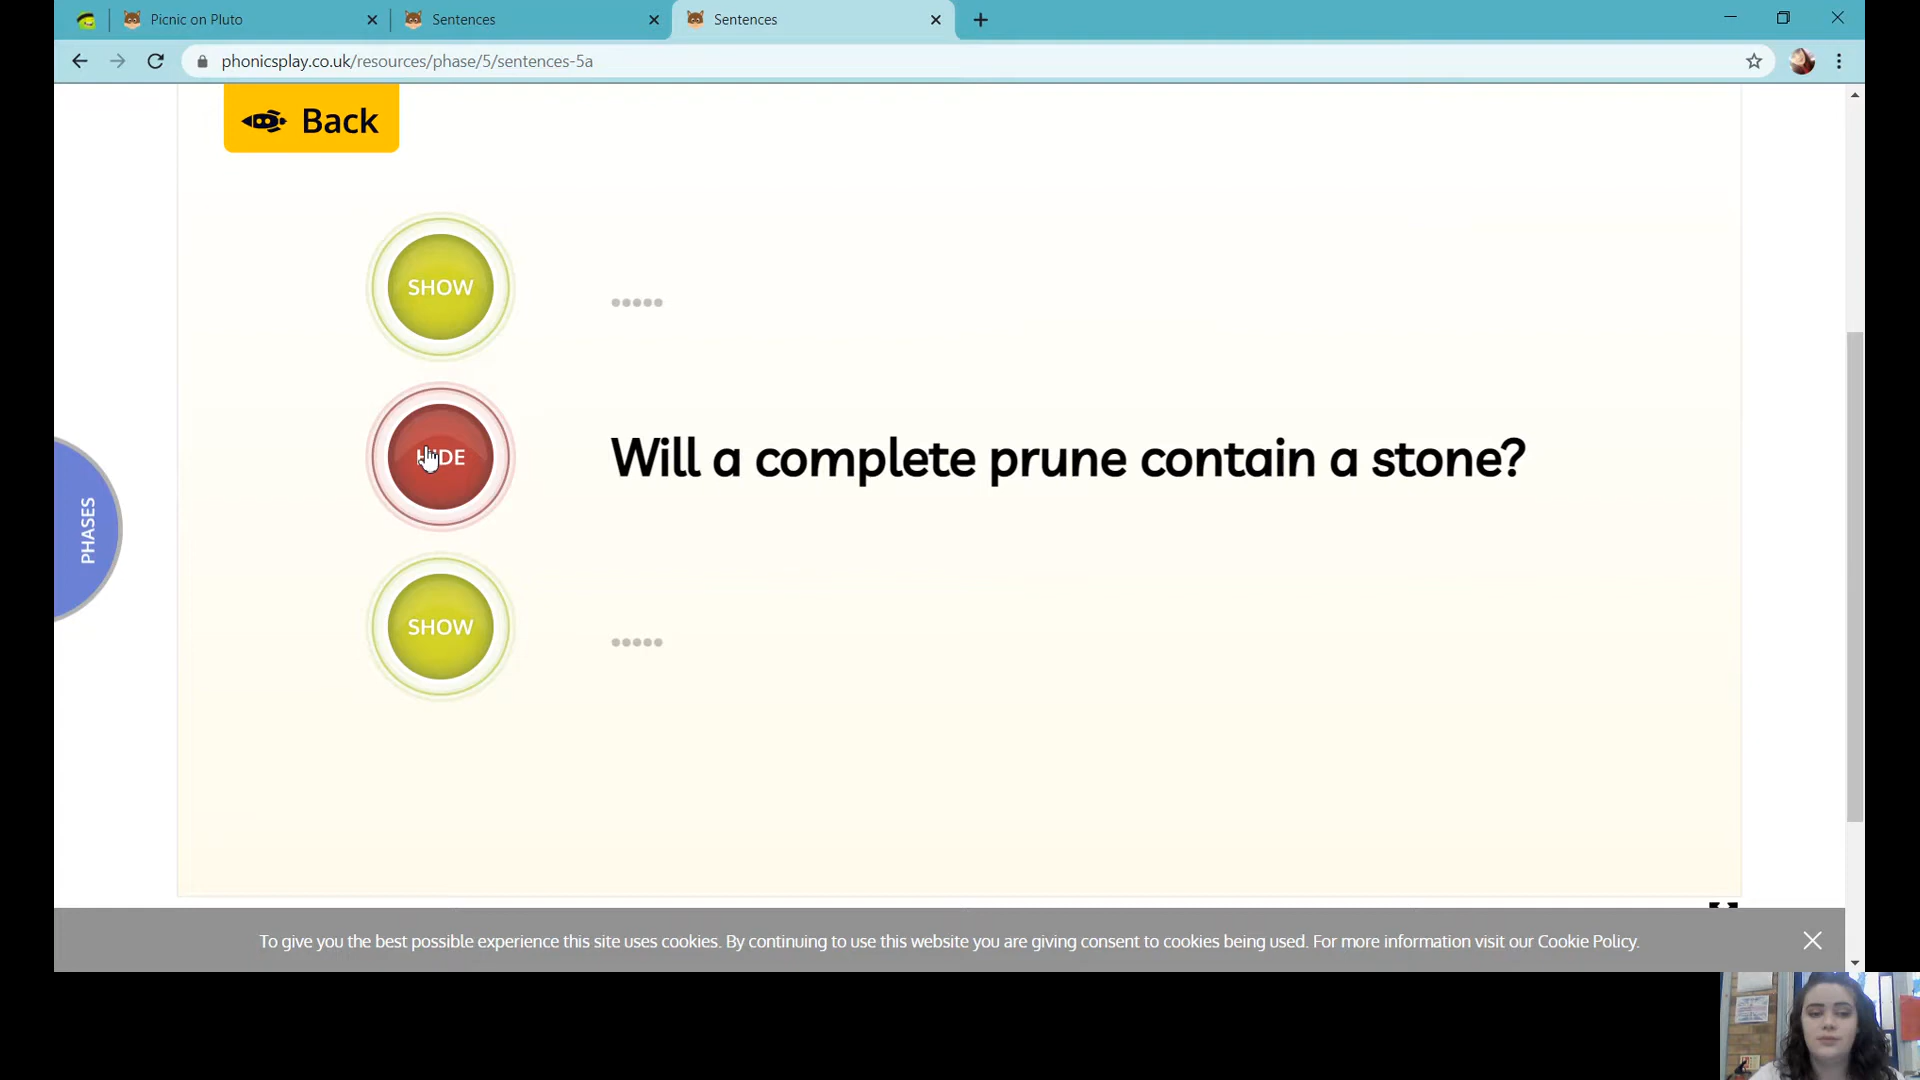 Picnic on Pluto
Sentences
Sentences
phonicsplay.co.uk/resources/phase/5/sentences-5a
Back
SHOW
HIDE
Will a complete prune contain a stone?
SHOW
PHASES
To give you the best possible experience this site uses cookies. By continuing to use this website you are giving consent to cookies being used. For more information visit our Cookie Policy.